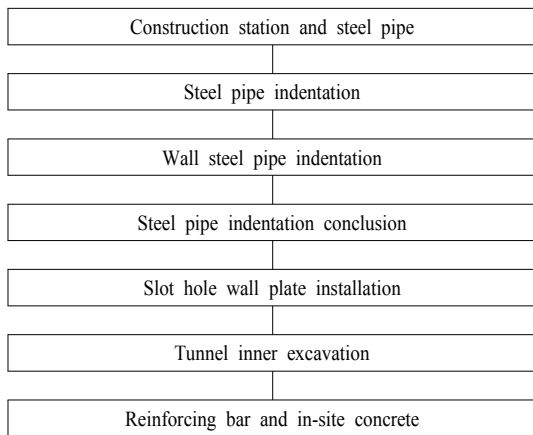 Construction station and steel pipe
Steel pipe indentation
Wall steel pipe indentation
Steel pipe indentation conclusion
Slot hole wall plate installation
Tunnel inner excavation
Reinforcing bar and in-site concrete